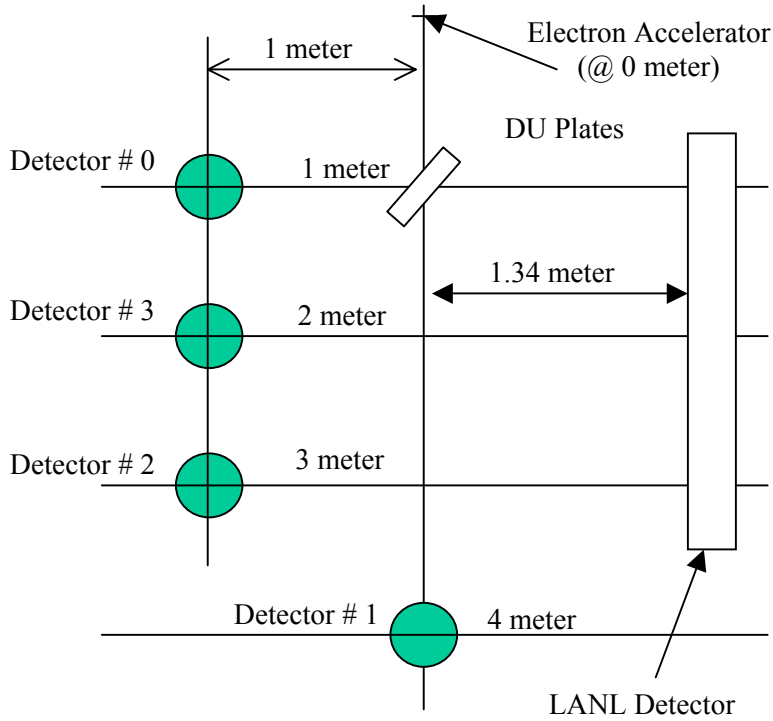 1 meter
Electron Accelerator
(@ 0 meter)
DU Plates
Detector # 0
1 meter
1.34 meter
Detector # 3
2 meter
Detector # 2
3 meter
Detector # 1
4 meter
LANL Detector